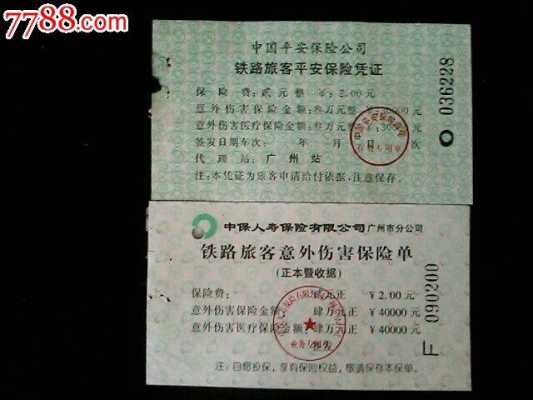 7788.com
中国平安保险公司
铁路旅客平安保险凭证
保 险 费:贰元整 ￥:2.00元
意外伤害保险金额:叁万元整
意外伤害医疗保险金额:叁万元整
签发日期车次: 年 月 日
代 理 站: 广州站
注:本凭证为旅客申请给付依据,注意保存。
036228
中保人寿保险有限公司广州市分公司
铁路旅客意外伤害保险单
(正本暨收据)
保险费: 贰元正 ￥2.00元
意外伤害保险金额: 肆万元正 ￥40000元
意外伤害医疗保险金额: 肆万元正 ￥40000元
签发
注:自愿投保,享有保险权益,敬请保存本保单。
F 090200